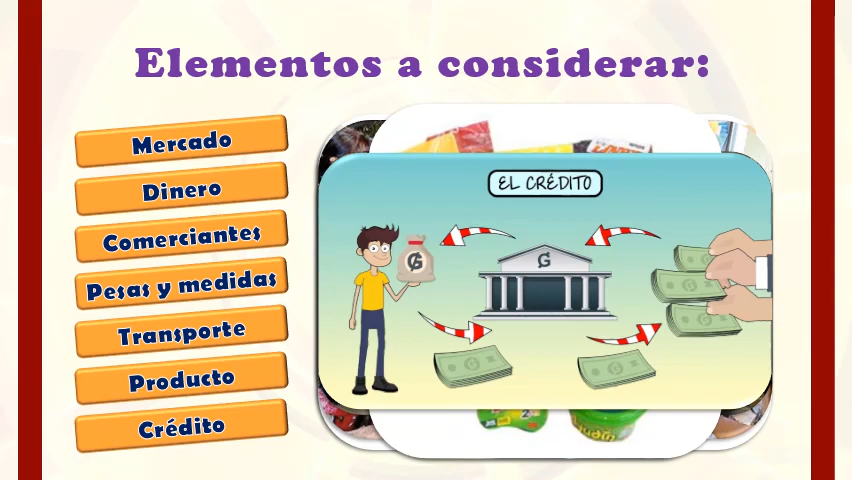 Elementos a considerar:
Mercado
Dinero
Comerciantes
Pesas y medidas
Transporte
Producto
Crédito
EL CRÉDITO
G
G